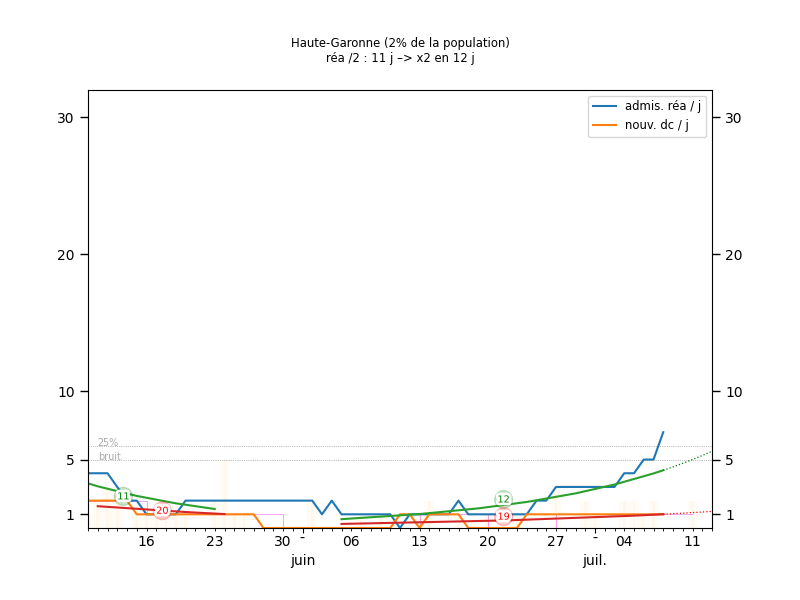 Haute-Garonne (2% de la population)
réa /2 : 11 j –> x2 en 12 j
admis. réa / j
nouv. dc / j
30 30
20 20
10 10
25%
bruit
5 5
11 12
20 19
1 1
16 23 30 - 06 13 20 27 - 04 11
juin juil.